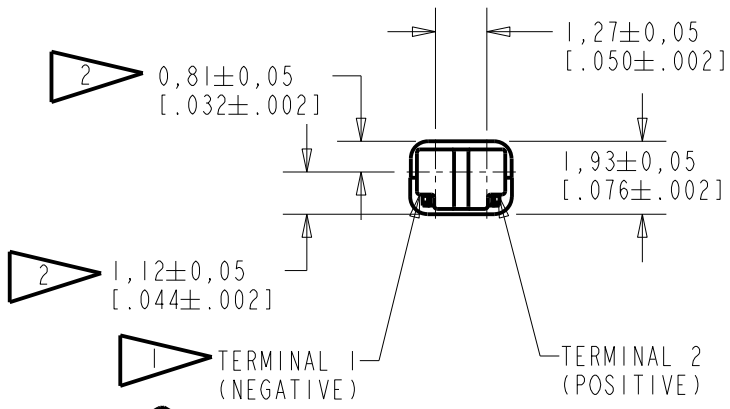 1,27±0,05
[.050±.002]
2
0,81±0,05
[.032±.002]
1,93±0,05
[.076±.002]
2
1,12±0,05
[.044±.002]
1
TERMINAL 1
(NEGATIVE)
TERMINAL 2
(POSITIVE)